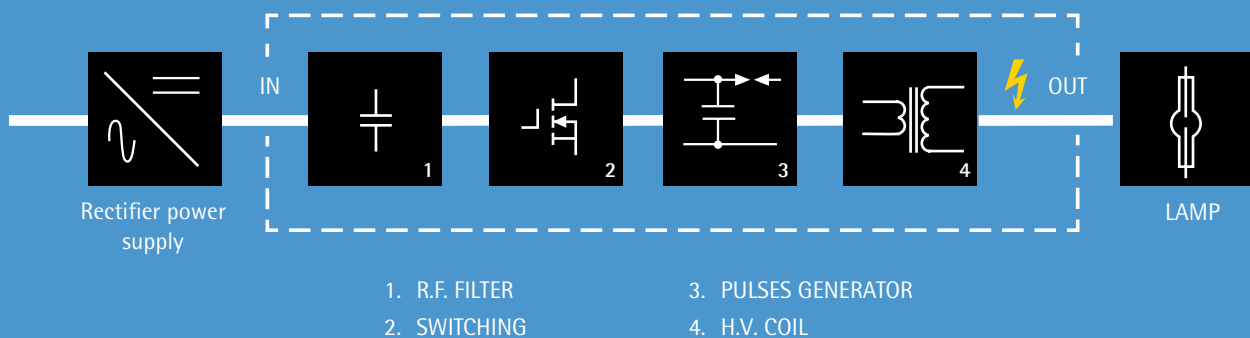 IN
OUT
1
2
3
4
Rectifier power
supply
LAMP
1. R.F. FILTER
2. SWITCHING
3. PULSES GENERATOR
4. H.V. COIL